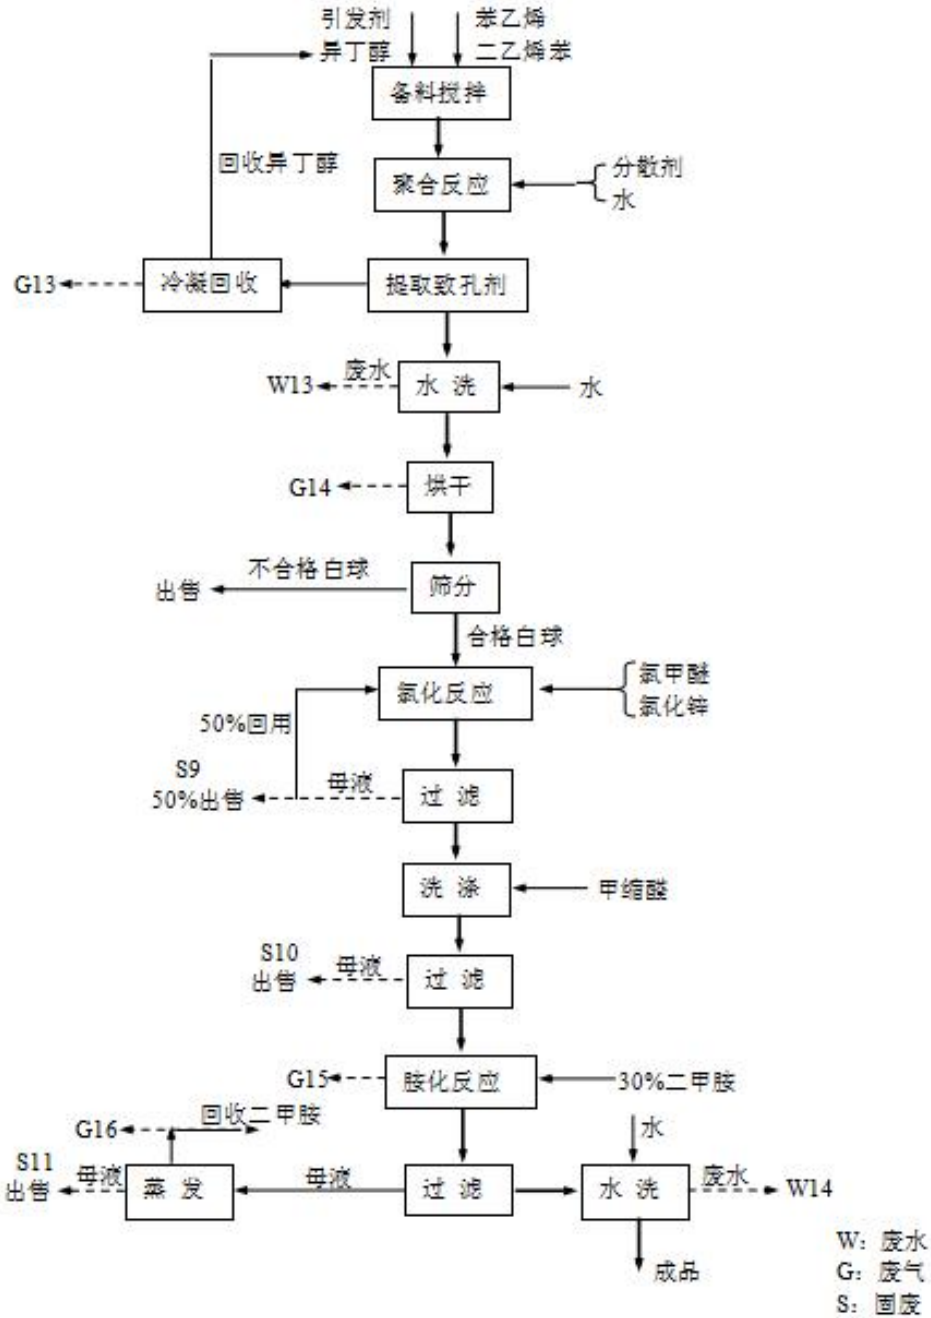 引发剂
异丁醇
苯乙烯
二乙烯苯
备料搅拌
回收异丁醇
聚合反应
分散剂
水
G13
冷凝回收
提取致孔剂
W13
废水
水 洗
水
G14
烘干
出售
不合格白球
筛分
合格白球
氯化反应
氯甲醚
氯化锌
50%回用
S9
50%出售
母液
过 滤
洗 涤
甲缩醛
S10
出售
母液
过 滤
G15
胺化反应
30%二甲胺
G16
回收二甲胺
水
S11
出售
母液
蒸 发
母液
过 滤
水 洗
废水
W14
成品
W：废水
G：废气
S：固废